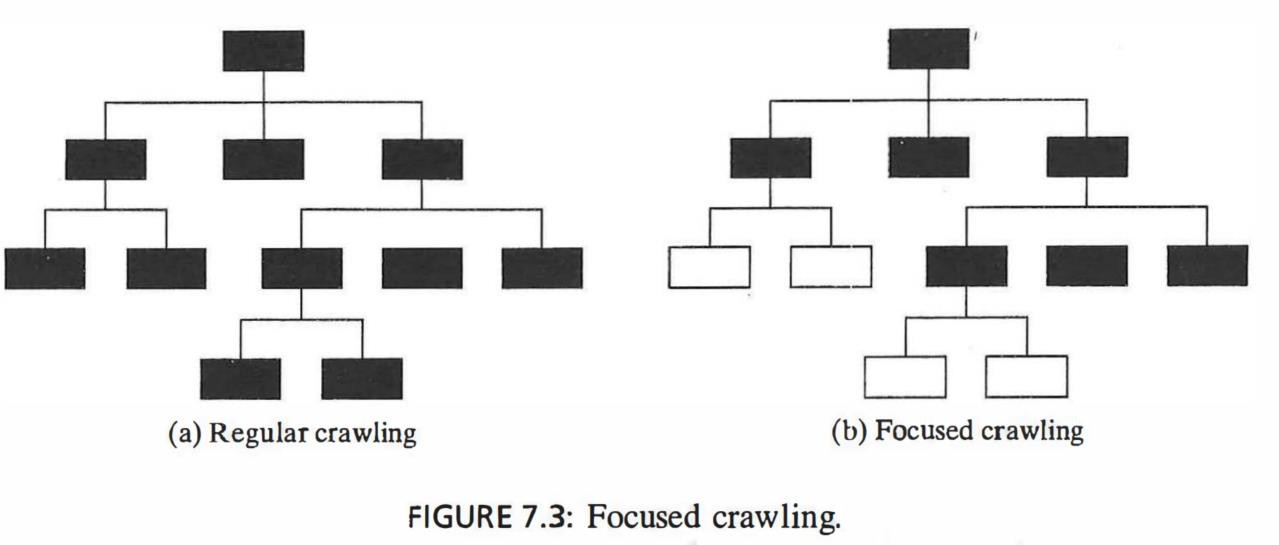 (a) Regular crawling
(b) Focused crawling
FIGURE 7.3: Focused crawling.